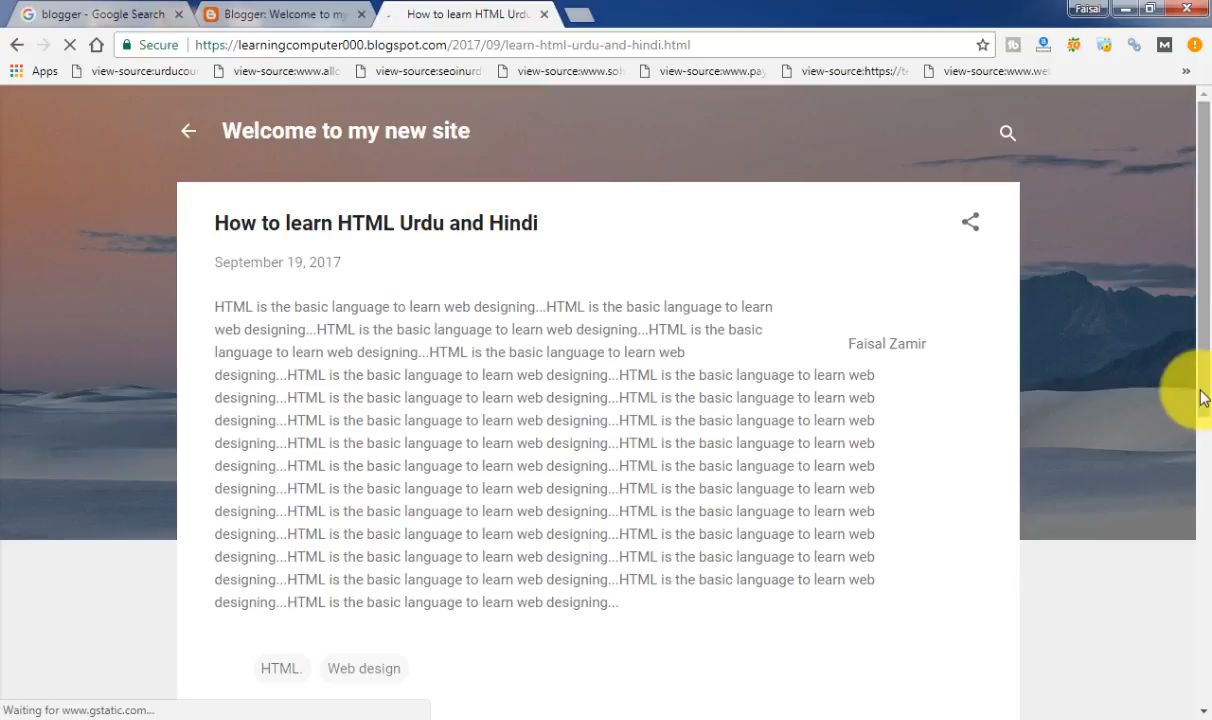 blogger - Google Search
Blogger: Welcome to my
How to learn HTML Urdu
Faisal
Secure
https://learningcomputer000.blogspot.com/2017/09/learn-html-urdu-and-hindi.html
Apps
view-source:urducou
view-source:www.allc
view-source:seoinurd
view-source:www.soh
view-source:www.pay
view-source:https://te
view-source:www.we
Welcome to my new site
How to learn HTML Urdu and Hindi
September 19, 2017
HTML is the basic language to learn web designing...HTML is the basic language to learn
web designing...HTML is the basic language to learn web designing...HTML is the basic
language to learn web designing...HTML is the basic language to learn web
Faisal Zamir
designing...HTML is the basic language to learn web designing...HTML is the basic language to learn web
designing...HTML is the basic language to learn web designing...HTML is the basic language to learn web
designing...HTML is the basic language to learn web designing...HTML is the basic language to learn web
designing...HTML is the basic language to learn web designing...HTML is the basic language to learn web
designing...HTML is the basic language to learn web designing...HTML is the basic language to learn web
designing...HTML is the basic language to learn web designing...HTML is the basic language to learn web
designing...HTML is the basic language to learn web designing...HTML is the basic language to learn web
designing...HTML is the basic language to learn web designing...HTML is the basic language to learn web
designing...HTML is the basic language to learn web designing...HTML is the basic language to learn web
designing...HTML is the basic language to learn web designing...HTML is the basic language to learn web
designing...HTML is the basic language to learn web designing...
HTML.
Web design
Waiting for www.gstatic.com...